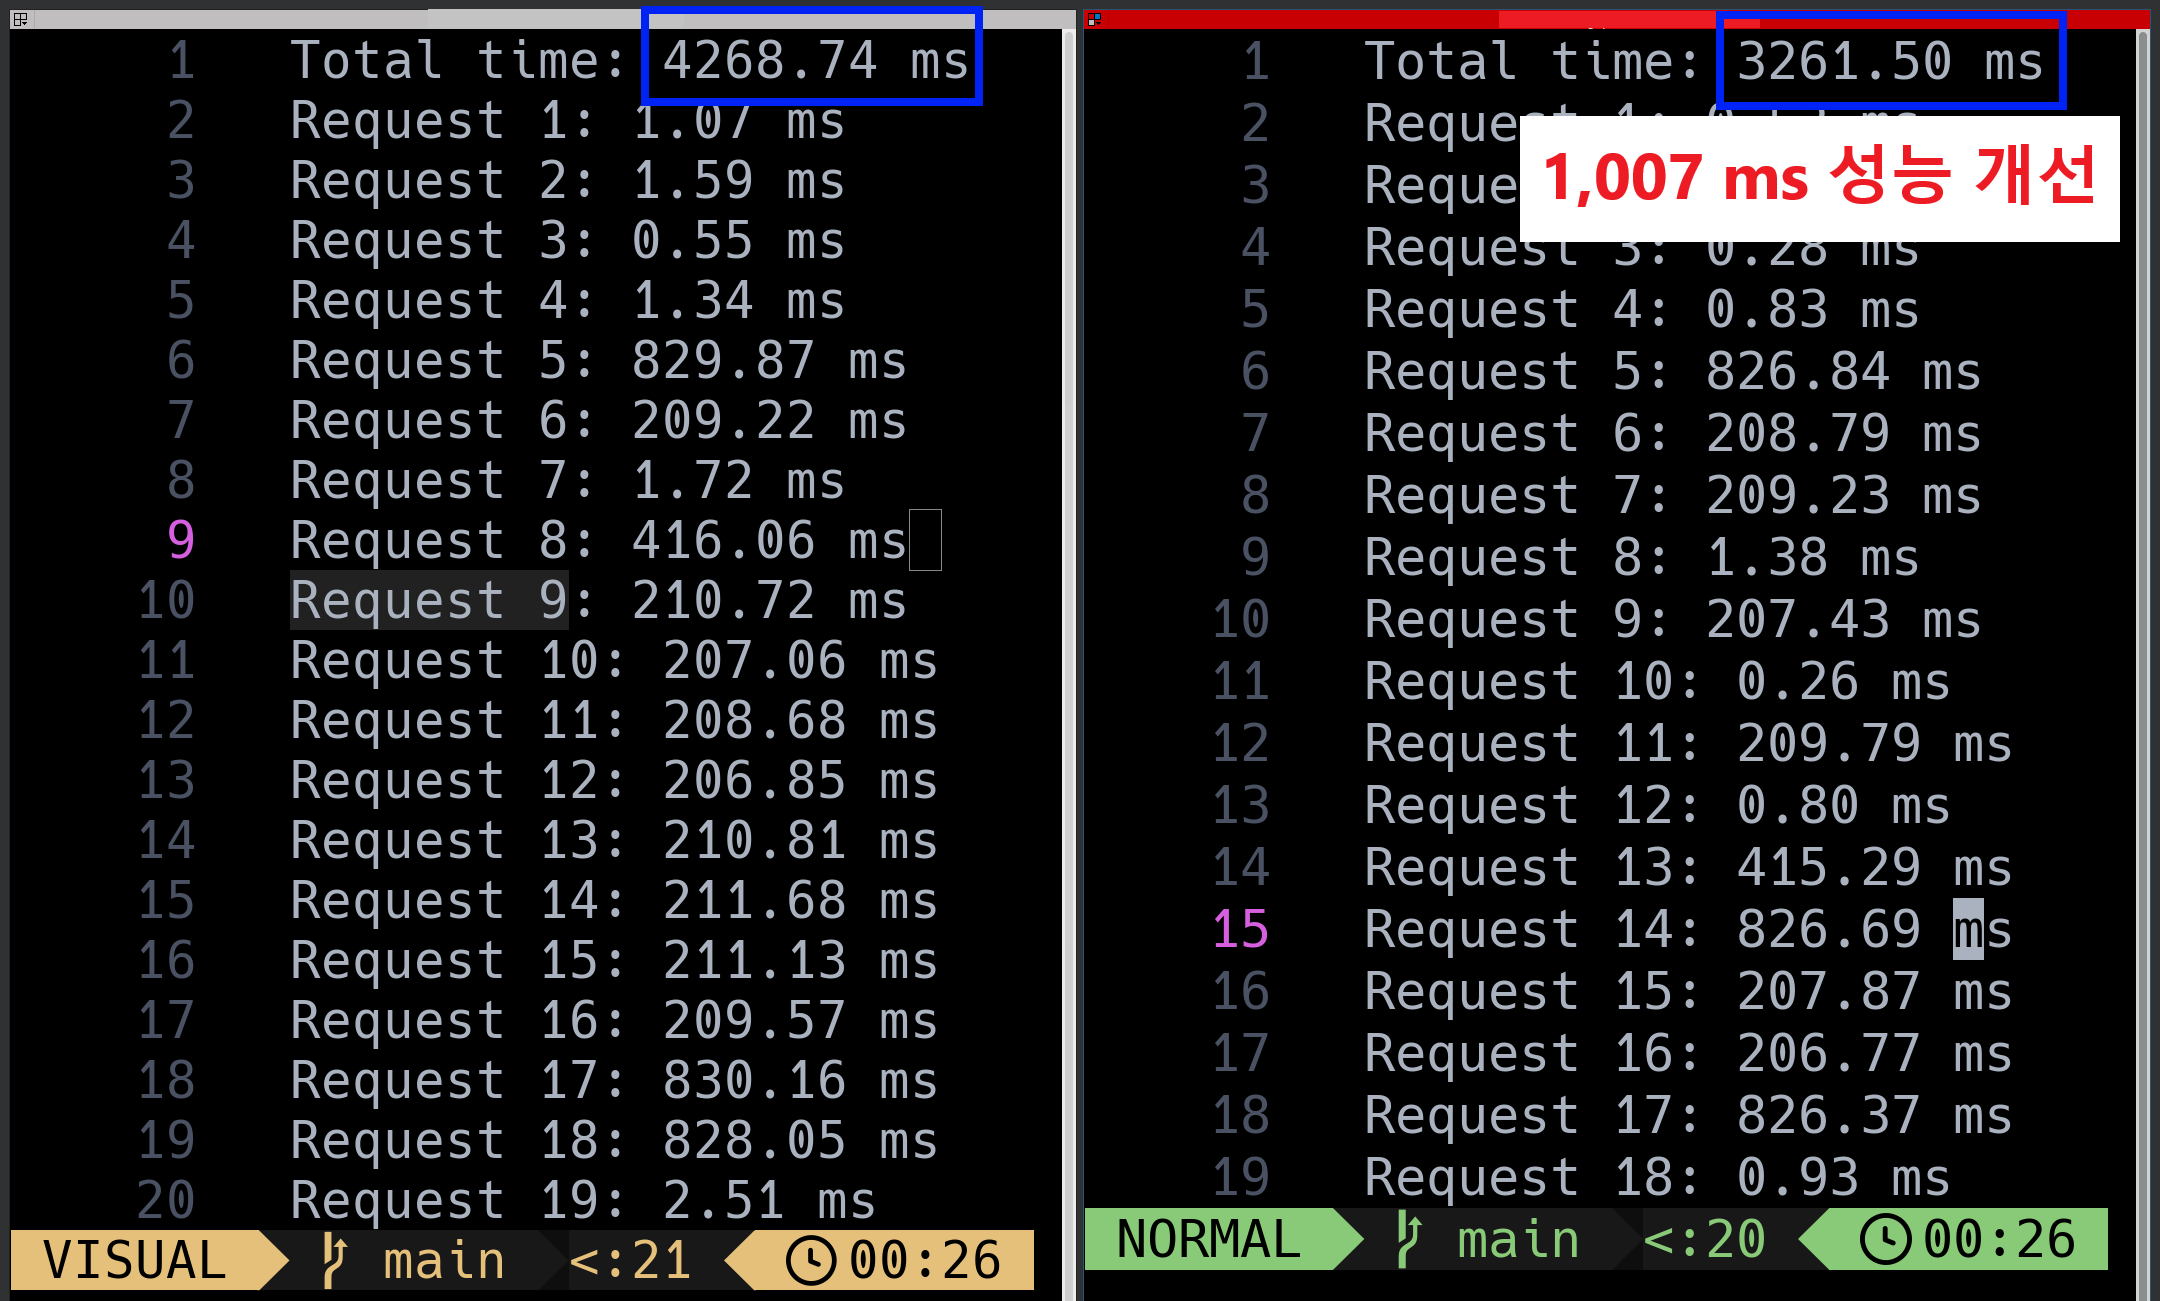 1 Total time: 4268.74 ms
2 Request 1: 1.07 ms
3 Request 2: 1.59 ms
4 Request 3: 0.55 ms
5 Request 4: 1.34 ms
6 Request 5: 829.87 ms
7 Request 6: 209.22 ms
8 Request 7: 1.72 ms
9 Request 8: 416.06 ms
10 Request 9: 210.72 ms
11 Request 10: 207.06 ms
12 Request 11: 208.68 ms
13 Request 12: 206.85 ms
14 Request 13: 210.81 ms
15 Request 14: 211.68 ms
16 Request 15: 211.13 ms
17 Request 16: 209.57 ms
18 Request 17: 830.16 ms
19 Request 18: 828.05 ms
20 Request 19: 2.51 ms
VISUAL main <:21 00:26
1 Total time: 3261.50 ms
2 Request 1: ms
1,007 ms 성능 개선
3 Reque
4 Request 3: 0.28 ms
5 Request 4: 0.83 ms
6 Request 5: 826.84 ms
7 Request 6: 208.79 ms
8 Request 7: 209.23 ms
9 Request 8: 1.38 ms
10 Request 9: 207.43 ms
11 Request 10: 0.26 ms
12 Request 11: 209.79 ms
13 Request 12: 0.80 ms
14 Request 13: 415.29 ms
15 Request 14: 826.69 ms
16 Request 15: 207.87 ms
17 Request 16: 206.77 ms
18 Request 17: 826.37 ms
19 Request 18: 0.93 ms
NORMAL main <:20 00:26